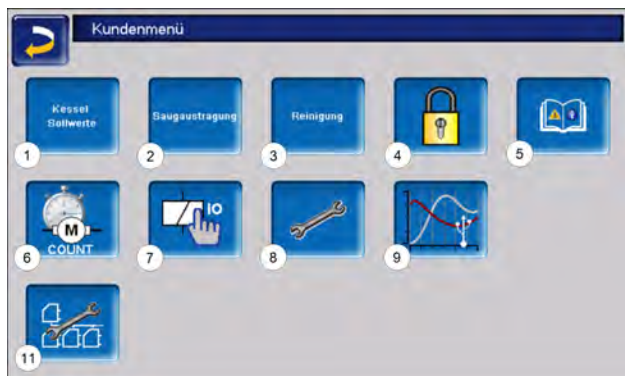 Kundenmenü
Kessel
Sollwerte
Saugaustragung
Reinigung
1
2
3
4
5
M
COUNT
IO
6
7
8
9
11